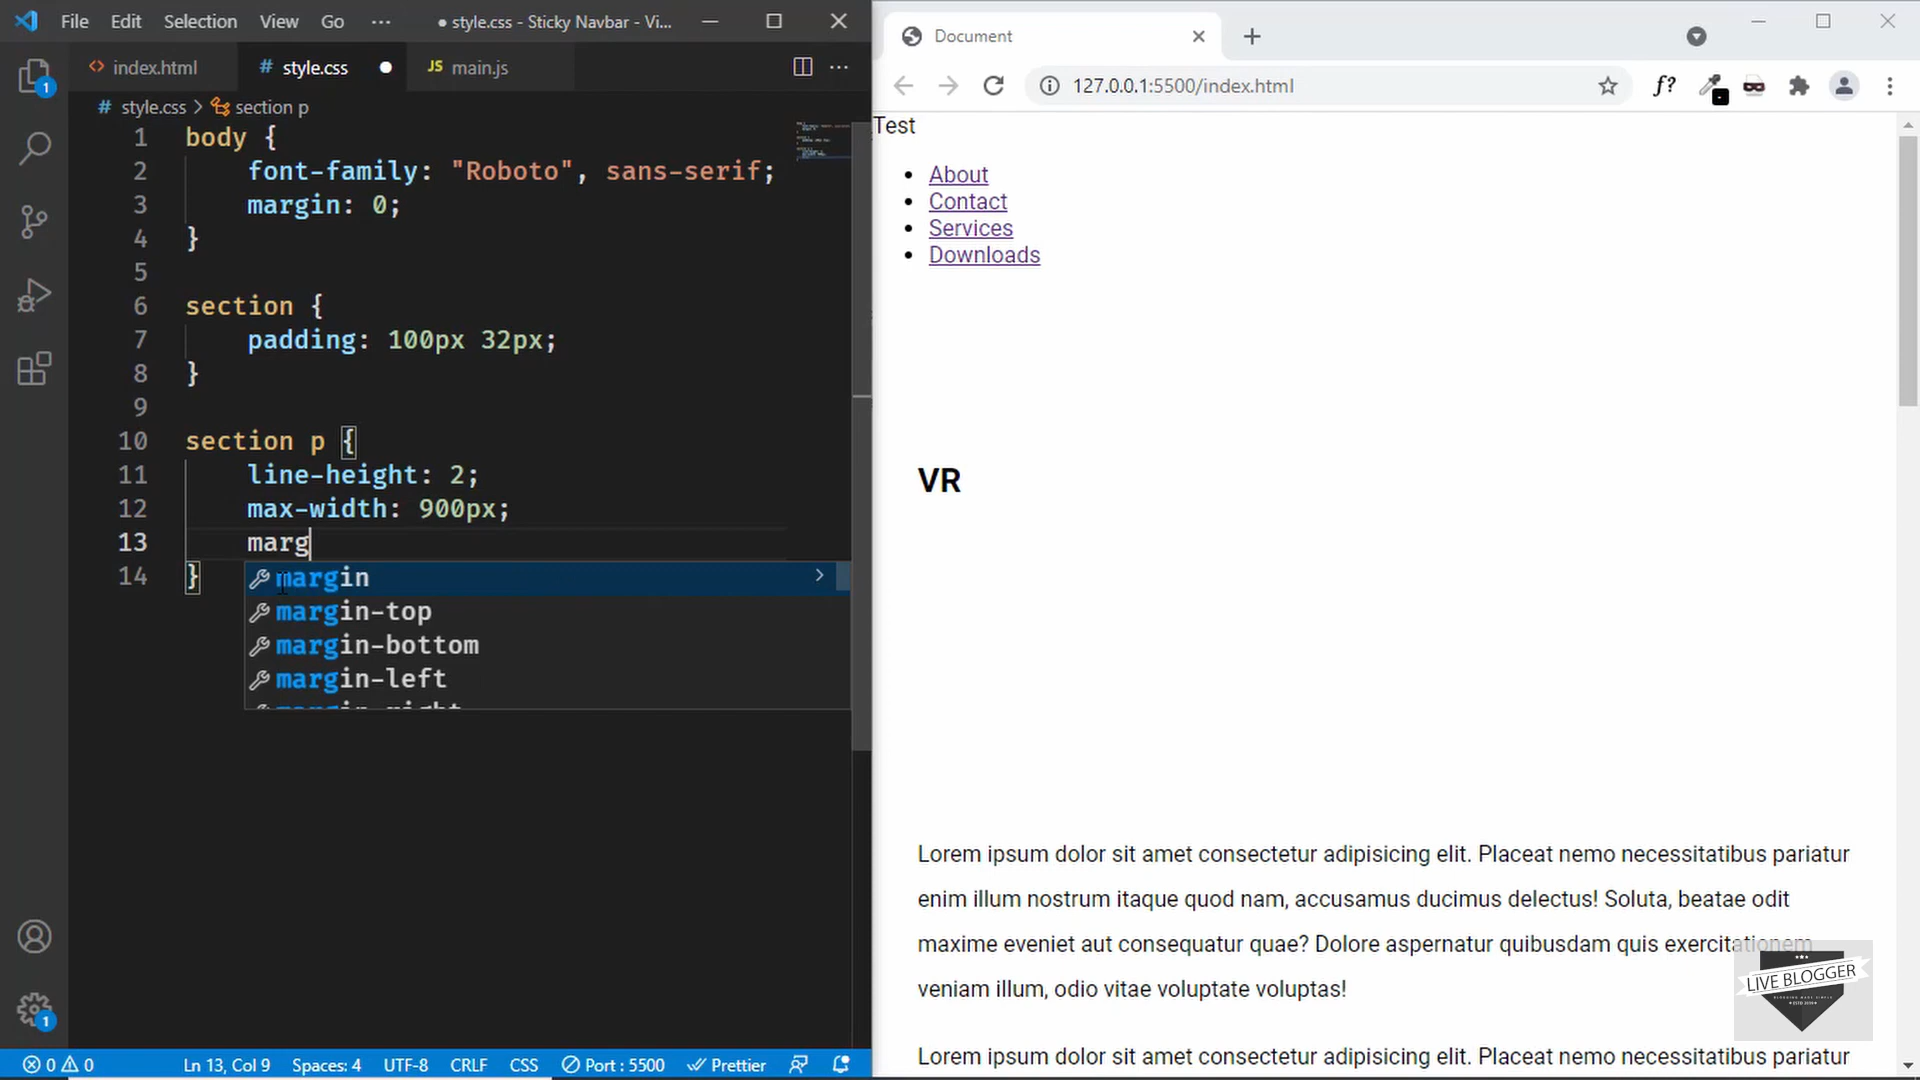 File Edit Selection View Go ··· ● style.css - Sticky Navbar - Vi...
<> index.html # style.css ● JS main.js ···
# style.css > section p
1 body {
2 font-family: "Roboto", sans-serif;
3 margin: 0;
4 }
5
6 section {
7 padding: 100px 32px;
8 }
9
10 section p {
11 line-height: 2;
12 max-width: 900px;
13 marg
14 }
margin >
margin-top
margin-bottom
margin-left
margin-right
1
1
0 0 Ln 13, Col 9 Spaces: 4 UTF-8 CRLF CSS Port : 5500 Prettier
Document
127.0.0.1:5500/index.html f?
Test
• About
• Contact
• Services
• Downloads
VR
Lorem ipsum dolor sit amet consectetur adipisicing elit. Placeat nemo necessitatibus pariatur
enim illum nostrum itaque quod nam, accusamus ducimus delectus! Soluta, beatae odit
maxime eveniet aut consequatur quae? Dolore aspernatur quibusdam quis exercitationem
veniam illum, odio vitae voluptate voluptas!
Lorem ipsum dolor sit amet consectetur adipisicing elit. Placeat nemo necessitatibus pariatur
LIVE BLOGGER